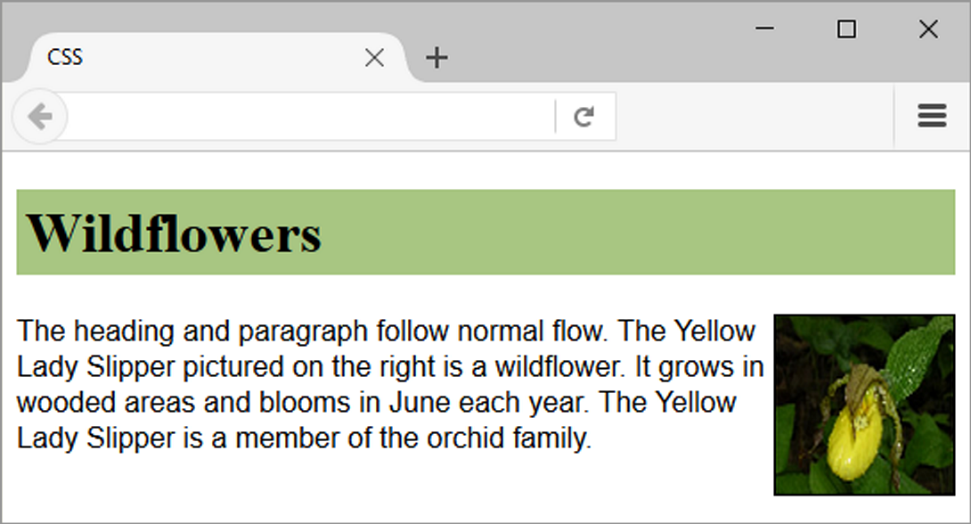 CSS
Wildflowers
The heading and paragraph follow normal flow. The Yellow
Lady Slipper pictured on the right is a wildflower. It grows in
wooded areas and blooms in June each year. The Yellow
Lady Slipper is a member of the orchid family.